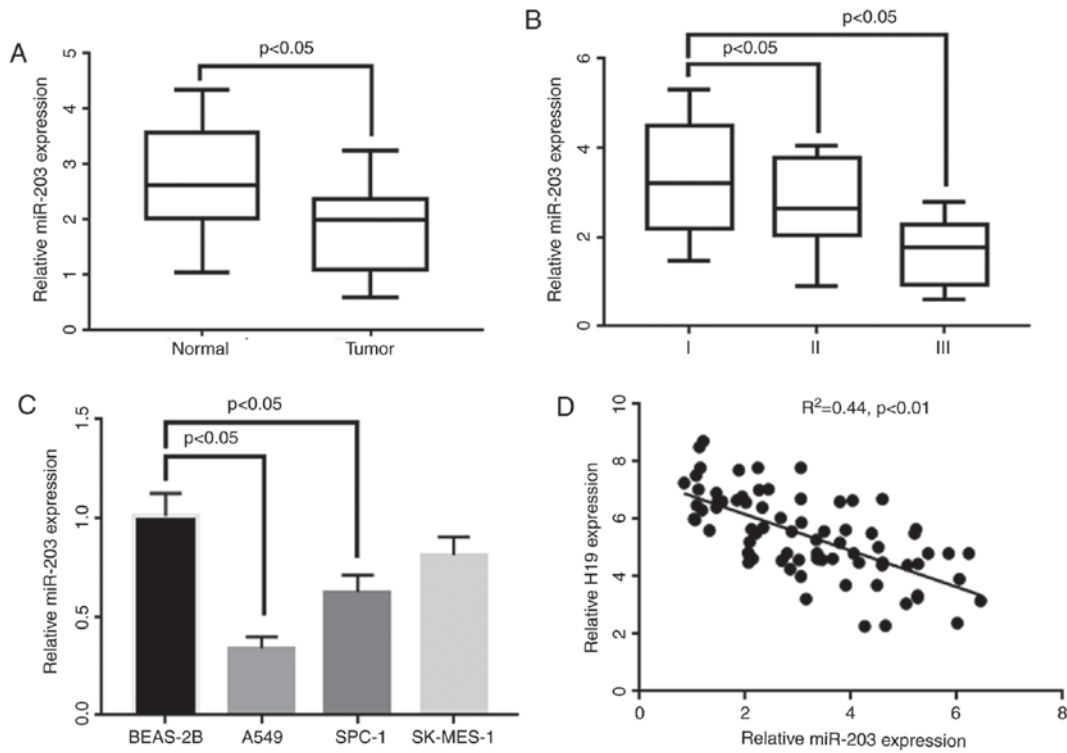 A
p<0.05
Relative miR-203 expression
5
4
3
2
1
0
Normal
Tumor
B
p<0.05
p<0.05
Relative miR-203 expression
6
4
2
0
I
II
III
C
p<0.05
p<0.05
Relative miR-203 expression
1.5
1.0
0.5
0.0
BEAS-2B
A549
SPC-1
SK-MES-1
D
R²=0.44, p<0.01
Relative H19 expression
10
8
6
4
2
0
0
2
4
6
8
Relative miR-203 expression